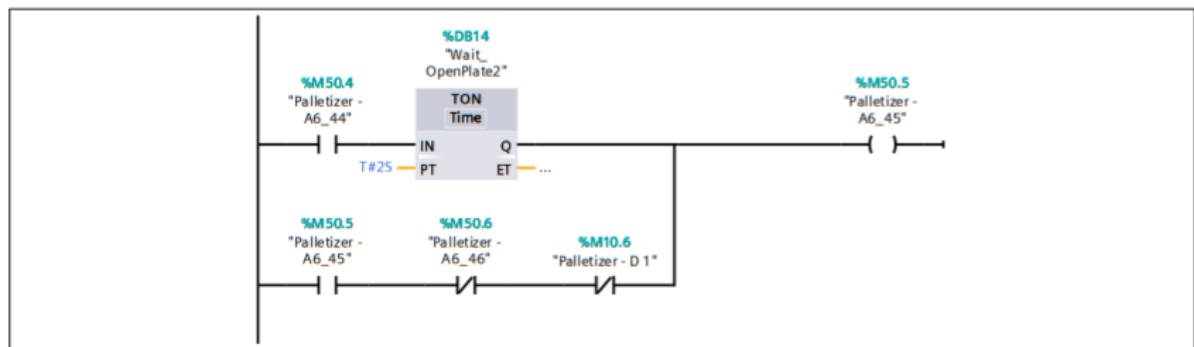 %DB14
"Wait_
OpenPlate2"
%M50.4
"Palletizer -
A6_44"
TON
Time
%M50.5
"Palletizer -
A6_45"
IN
Q
T#2S
PT
ET
...
%M50.5
"Palletizer -
A6_45"
%M50.6
"Palletizer -
A6_46"
%M10.6
"Palletizer - D 1"